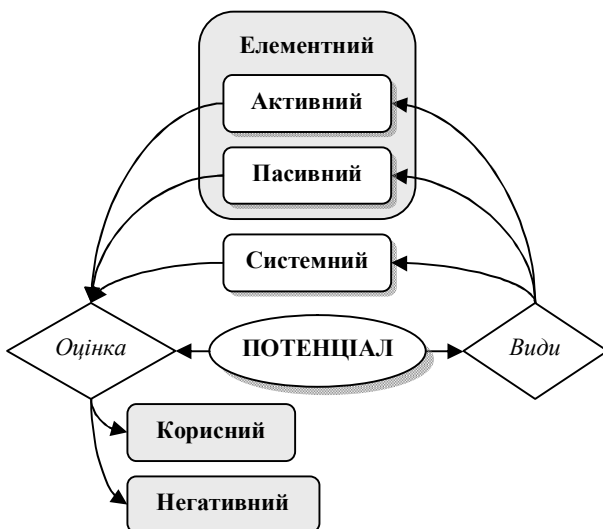 Елементний
Активний
Пасивний
Системний
Оцінка
ПОТЕНЦІАЛ
Види
Корисний
Негативний